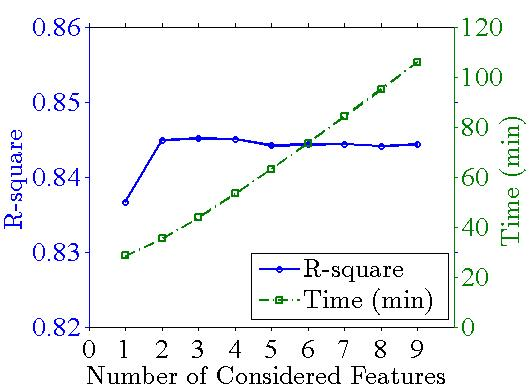 0.86
0.85
0.84
0.83
0.82
R-square
120
100
80
60
40
20
0
Time (min)
R-square
Time (min)
0 1 2 3 4 5 6 7 8 9
Number of Considered Features